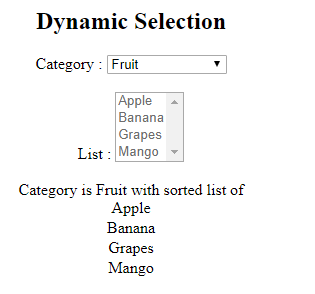 Dynamic Selection
Category : Fruit
Apple
Banana
Grapes
List : Mango
Category is Fruit with sorted list of
Apple
Banana
Grapes
Mango